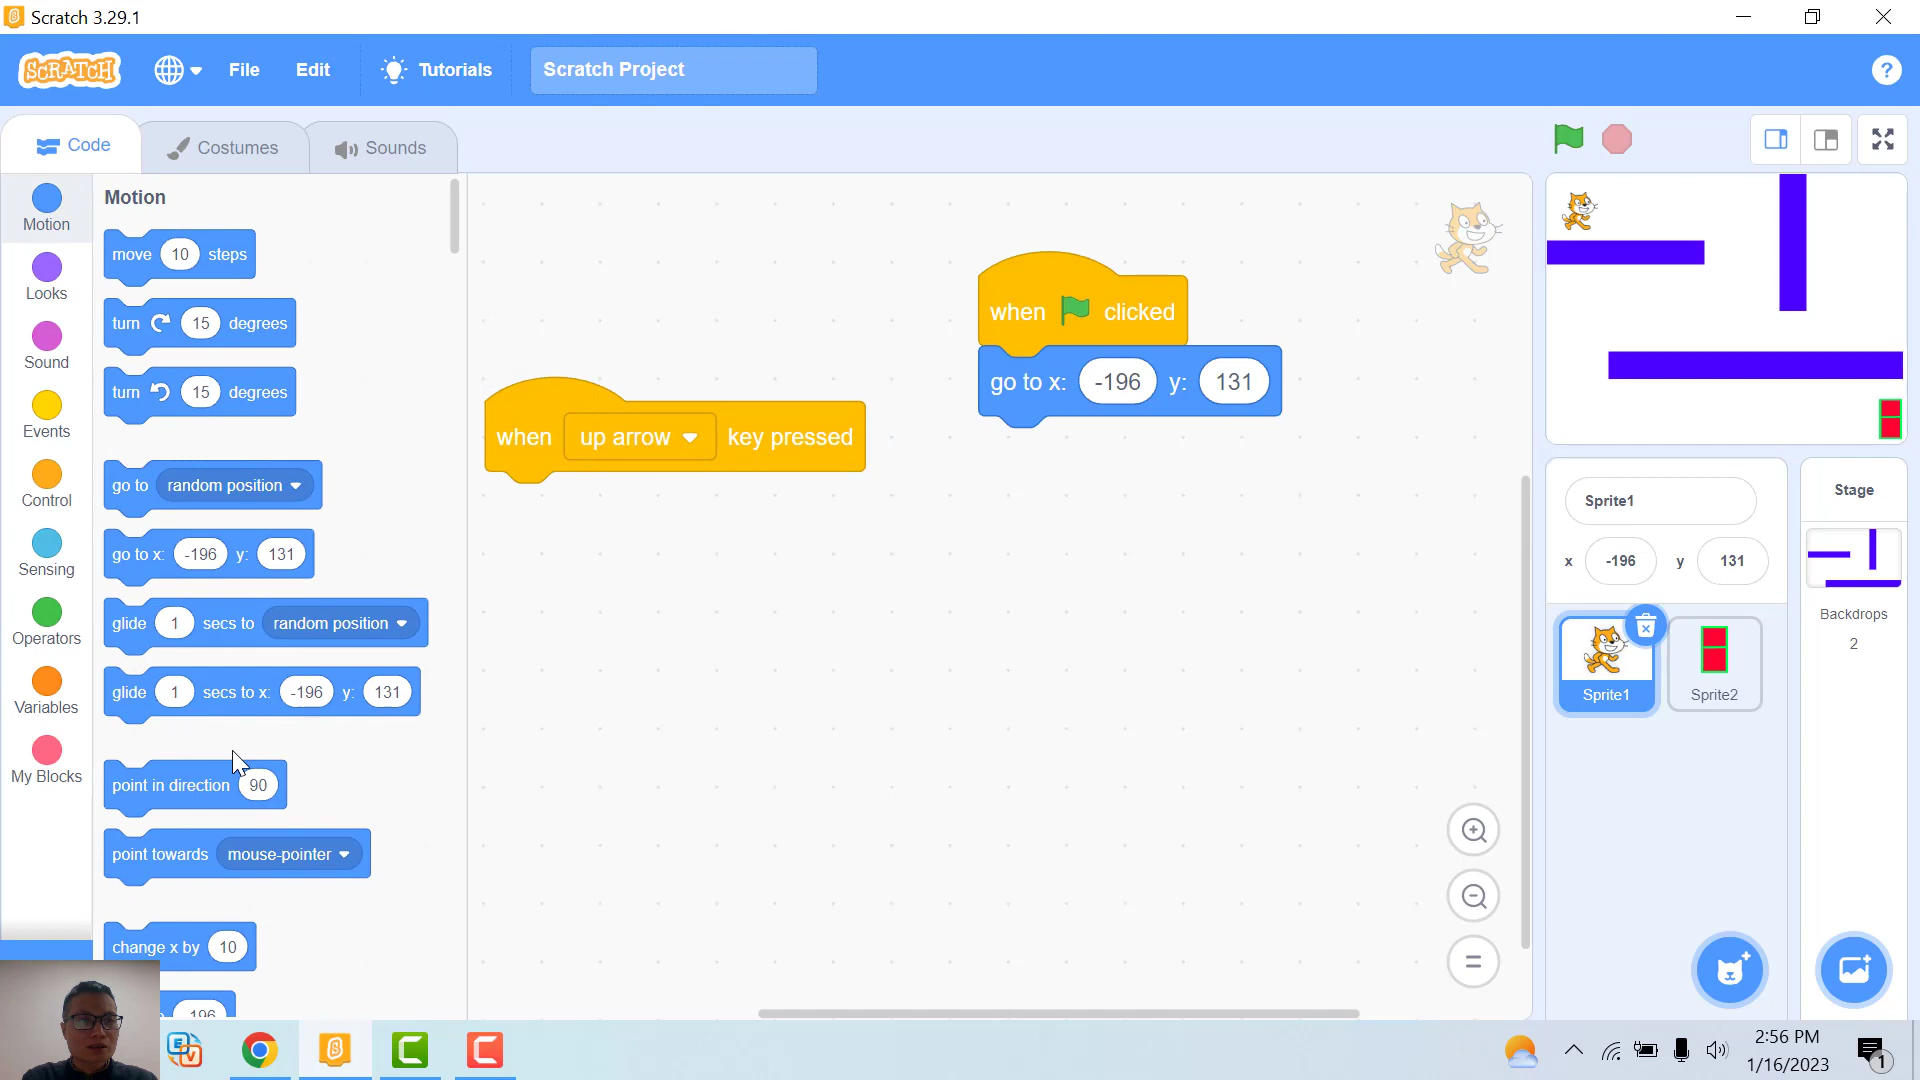 Scratch 3.29.1
SCRATCH
File
Edit
Tutorials
Scratch Project
?
Code
Costumes
Sounds
Motion
Looks
Sound
Events
Control
Sensing
Operators
Variables
My Blocks
Motion
move 10 steps
turn 15 degrees
turn 15 degrees
go to random position
go to x: -196 y: 131
glide 1 secs to random position
glide 1 secs to x: -196 y: 131
point in direction 90
point towards mouse-pointer
change x by 10
-196
when up arrow key pressed
when clicked
go to x: -196 y: 131
Sprite1
x -196 y 131
Sprite1
Sprite2
Stage
Backdrops
2
2:56 PM
1/16/2023
1